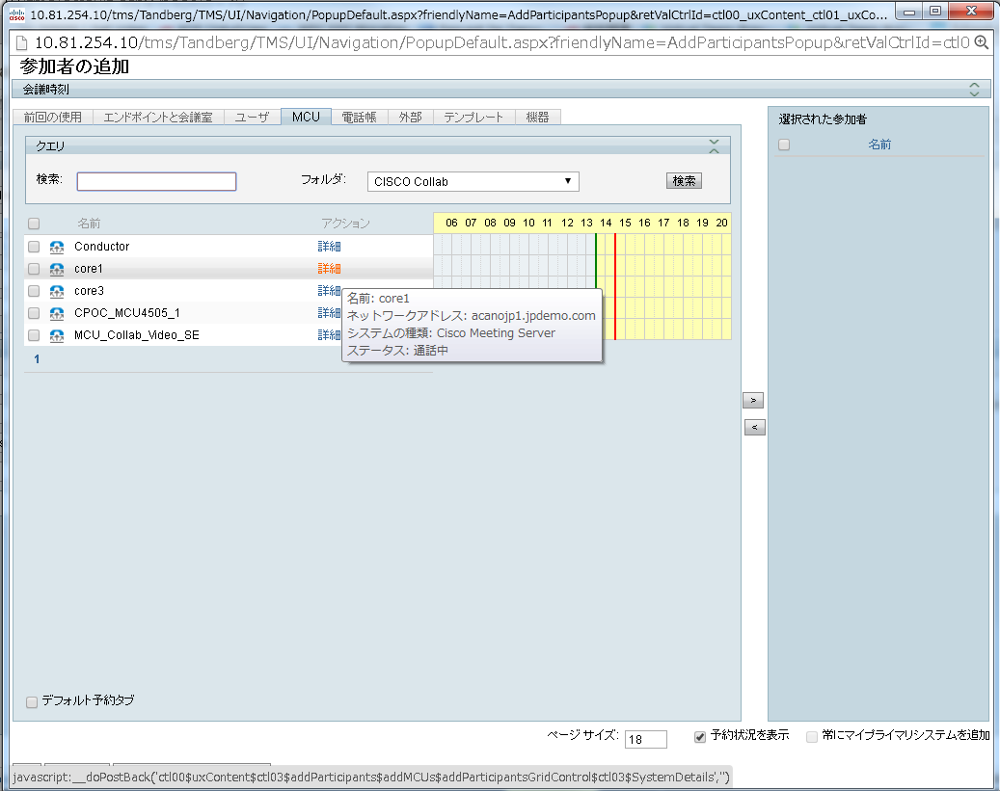 10.81.254.10/tms/Tandberg/TMS/UI/Navigation/PopupDefault.aspx?friendlyName=AddParticipantsPopup&retValCtrlId=ctl00_uxContent_ctl01_uxCo...
10.81.254.10/tms/Tandberg/TMS/UI/Navigation/PopupDefault.aspx?friendlyName=AddParticipantsPopup&retValCtrlId=ctl0
参加者の追加
会議時刻
前回の使用 エンドポイントと会議室 ユーザ MCU 電話帳 外部 テンプレート 機器
クエリ
検索: フォルダ: CISCO Collab 検索
名前 アクション 06 07 08 09 10 11 12 13 14 15 16 17 18 19 20
Conductor 詳細
core1 詳細
core3 詳細
CPOC_MCU4505_1 詳細
MCU_Collab_Video_SE 詳細
1
名前: core1
ネットワークアドレス: acanojp1.jpdemo.com
システムの種類: Cisco Meeting Server
ステータス: 通話中
デフォルト予約タブ
>
<
選択された参加者
名前
ページ サイズ: 18 予約状況を表示 常にマイプライマリシステムを追加
javascript:__doPostBack('ctl00$uxContent$ctl03$addParticipants$addMCUs$addParticipantsGridControl$ctl03$SystemDetails','')